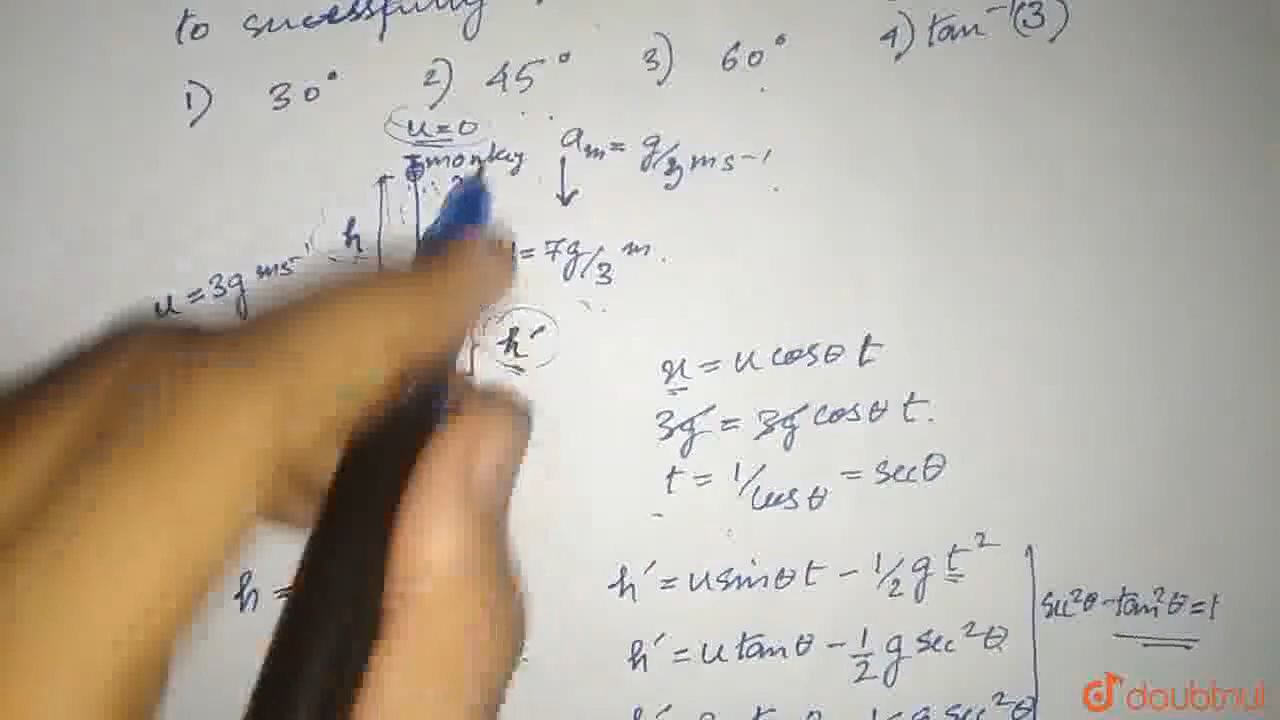 to sucessfully
1) 30° 2) 45° 3) 60° 4) tan⁻¹(3)
u=0
monkey
aₘ = g/3 ms⁻¹
h
u = 3g ms⁻¹
= 7g/3 m.
h′
x = u cosθ t
3g = 3g cosθ t.
t = 1/cosθ = secθ
h′ = u sinθ t − 1/2 g t²
sec²θ − tan²θ = 1
h =
h′ = u tanθ − 1/2 g sec²θ
doubtnut